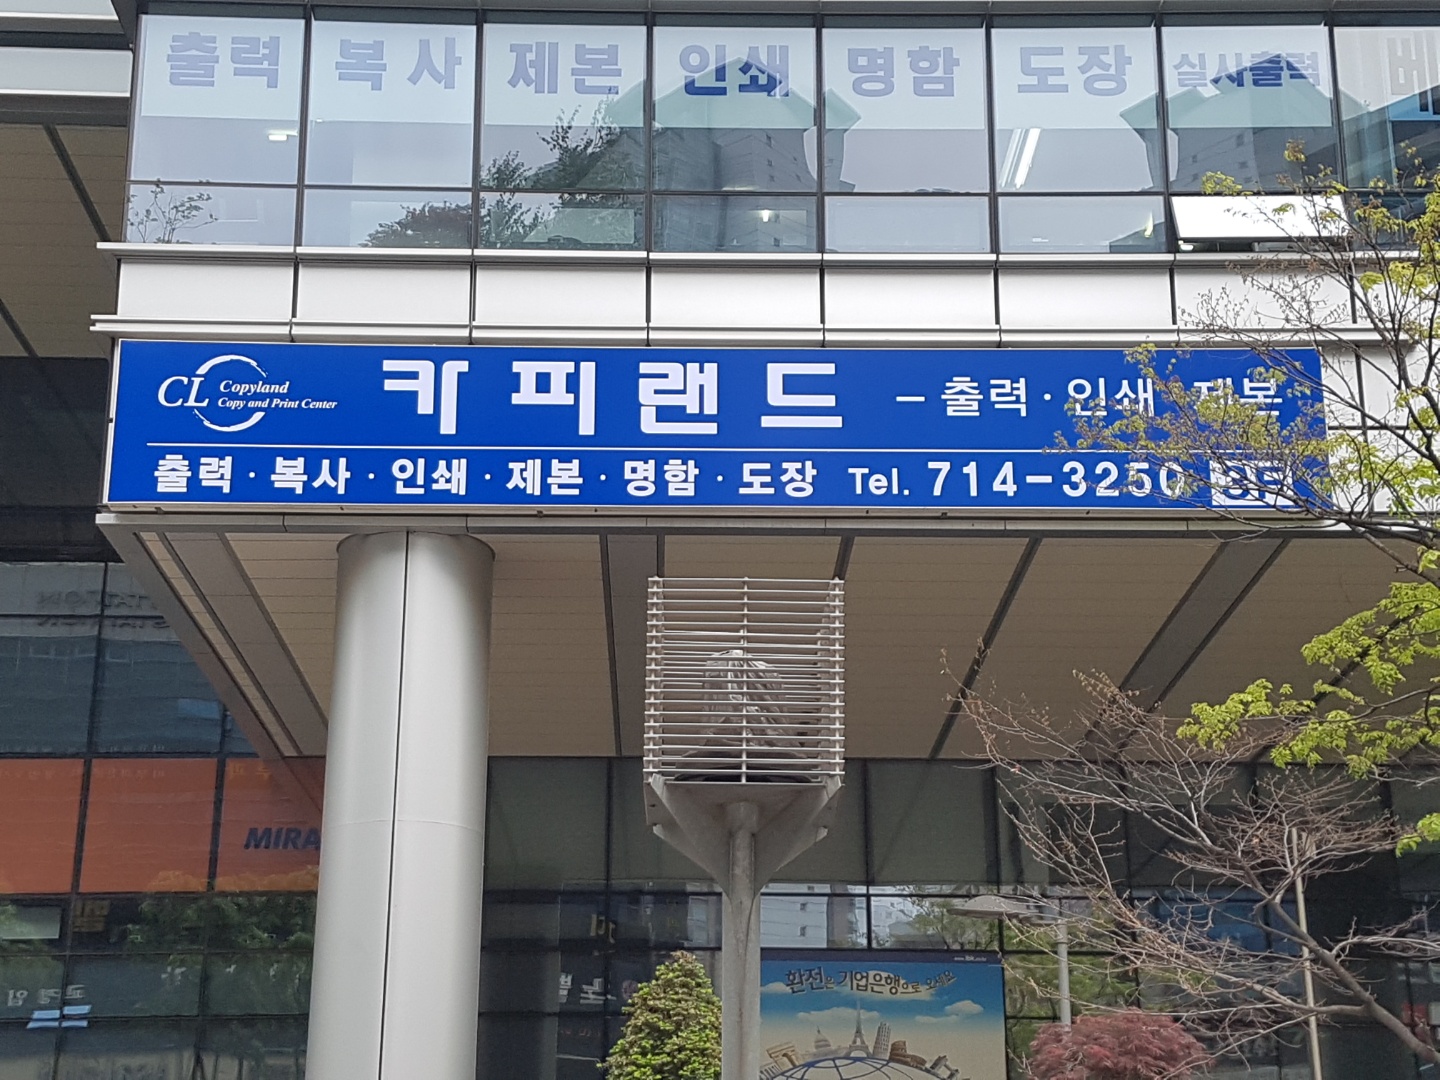 출력 복사 제본 인쇄 명함 도장 실사출력
CL Copyland
Copy and Print Center
카피랜드 - 출력 · 인쇄 제본
출력 · 복사 · 인쇄 · 제본 · 명함 · 도장 Tel. 714-3250
MIRA
환전은 기업은행으로 오세요